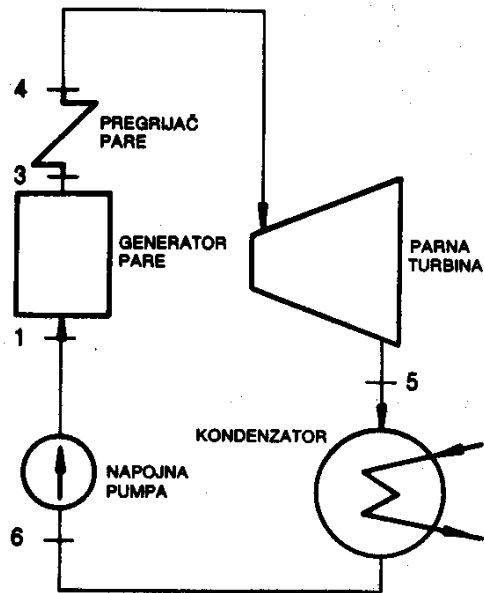 4
PREGRIJAČ
PARE
3
GENERATOR
PARE
PARNA
TURBINA
1
5
KONDENZATOR
NAPOJNA
PUMPA
6